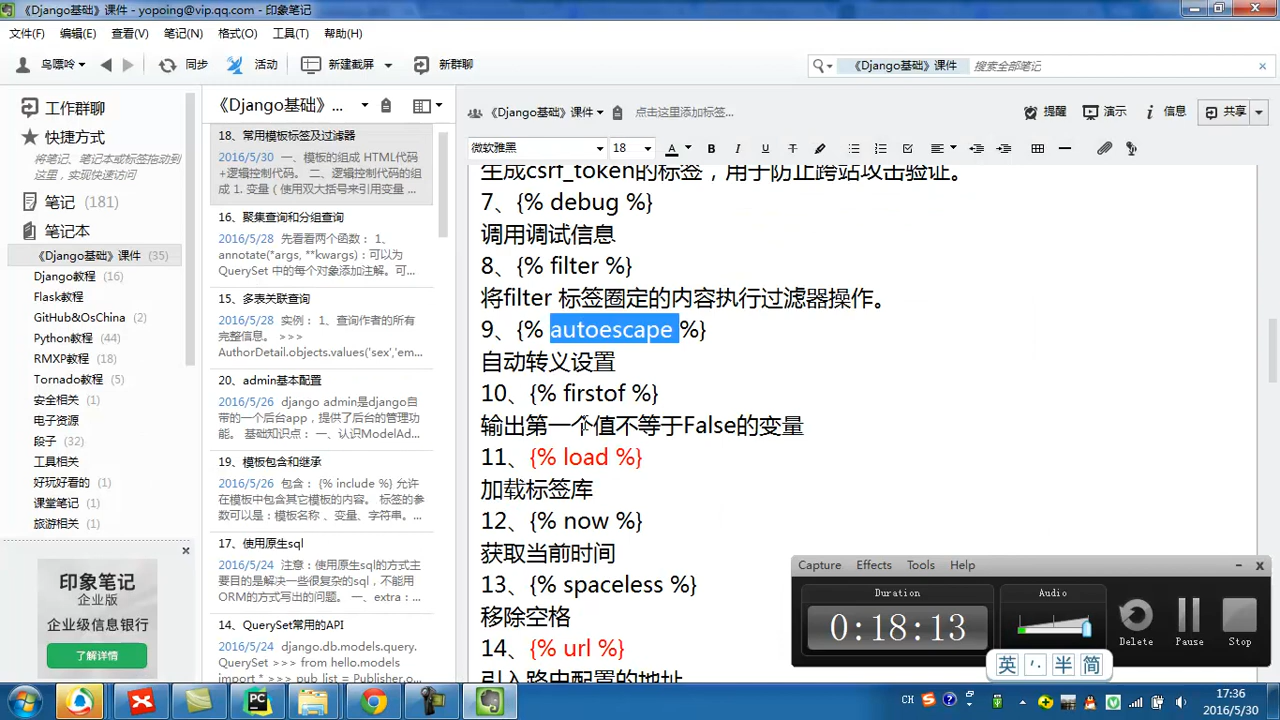 《Django基础》课件 - yopoing@vip.qq.com - 印象笔记
文件(F) 编辑(E) 查看(V) 笔记(N) 格式(O) 工具(T) 帮助(H)
鸟嘌呤 同步 活动 新建截屏 新群聊
《Django基础》课件 搜索全部笔记
工作群聊
快捷方式
将笔记、笔记本或标签拖动到
这里，实现快速访问
笔记 (181)
笔记本
《Django基础》课件 (35)
Django教程 (16)
Flask教程
GitHub&OsChina (2)
Python教程 (44)
RMXP教程 (11)
Tornado教程 (5)
安全相关 (1)
电子资源
段子 (32)
工具相关
好玩好看的 (1)
课堂笔记 (1)
旅游相关 (1)
印象笔记
企业版
企业级信息银行
了解详情
《Django基础》...
18、常用模板标签及过滤器
2016/5/30 一、模板的组成 HTML代码
+逻辑控制代码。 二、逻辑控制代码的组
成 1. 变量（使用双大括号来引用变量 ...
16、聚集查询和分组查询
2016/5/28 先看看两个函数： 1、
annotate(*args, **kwargs)：可以为
QuerySet 中的每个对象添加注解。可...
15、多表关联查询
2016/5/28 实例： 1、查询作者的所有
完整信息。 >>>
AuthorDetail.objects.values('sex','em...
20、admin基本配置
2016/5/26 django admin是django自
带的一个后台app，提供了后台的管理功
能。 基础知识点： 一、认识ModelAd...
19、模板包含和继承
2016/5/26 包含： {% include %} 允许
在模板中包含其它模板的内容。 标签的参
数可以是：模板名称 、变量、字符串。...
17、使用原生sql
2016/5/24 注意：使用原生sql的方式主
要目的是解决一些很复杂的sql，不能用
ORM的方式写出的问题。 一、extra：...
14、QuerySet常用的API
2016/5/24 django.db.models.query.
QuerySet >>> from hello.models
import * >>> pub_list = Publisher.o...
《Django基础》课件 点击这里添加标签... 提醒 演示 信息 共享
微软雅黑 18 A B I U T
生成csrf_token的标签，用于防止跨站攻击验证。
7、{% debug %}
调用调试信息
8、{% filter %}
将filter 标签圈定的内容执行过滤器操作。
9、{% autoescape %}
自动转义设置
10、{% firstof %}
输出第一个值不等于False的变量
11、{% load %}
加载标签库
12、{% now %}
获取当前时间
13、{% spaceless %}
移除空格
14、{% url %}
引入路由配置的地址
Capture Effects Tools Help
Duration Audio
0:18:13
Delete Pause Stop
英 半 简
CH
17:36
2016/5/30